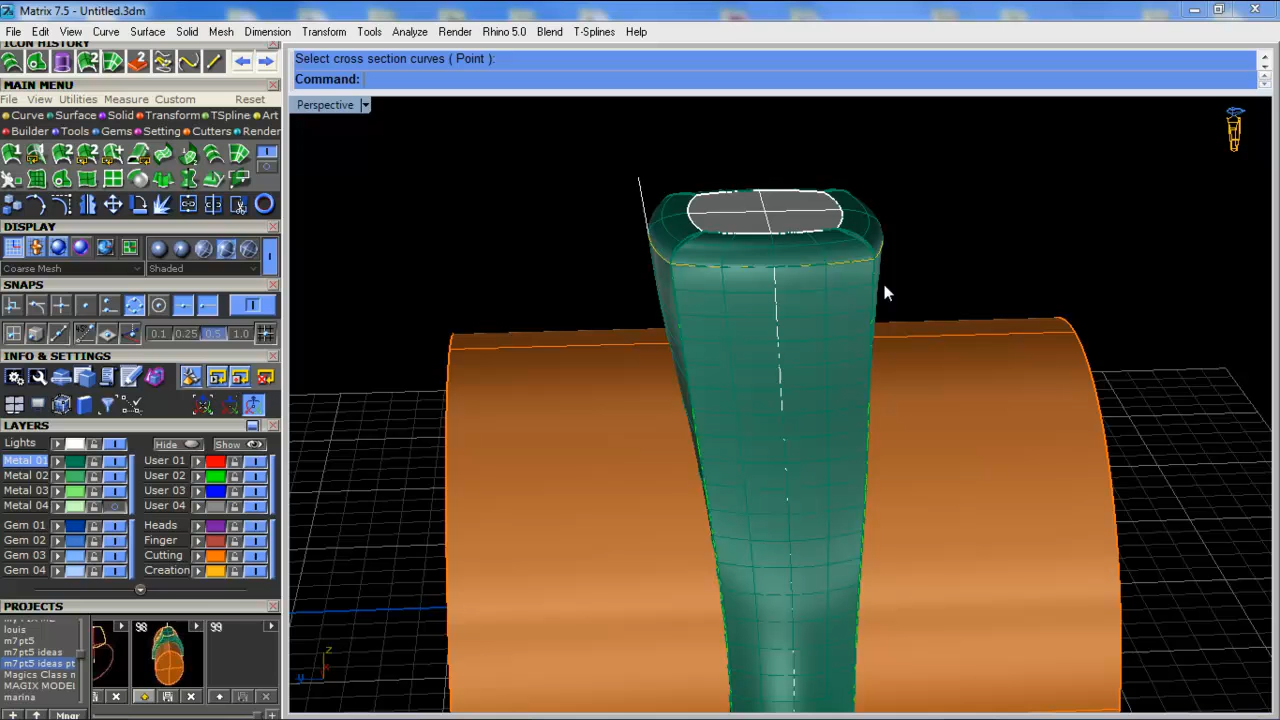 Matrix 7.5 - Untitled.3dm
File Edit View Curve Surface Solid Mesh Dimension Transform Tools Analyze Render Rhino 5.0 Blend T-Splines Help
ICON HISTORY
Select cross section curves ( Point ):
Command:
MAIN MENU
File View Utilities Measure Custom Reset
Curve Surface Solid Transform TSpline Art
Builder Tools Gems Setting Cutters Render
Perspective
DISPLAY
Coarse Mesh Shaded
SNAPS
0.1 0.25 0.5 1.0
INFO & SETTINGS
LAYERS
Lights Hide Show
Metal 01 User 01
Metal 02 User 02
Metal 03 User 03
Metal 04 User 04
Gem 01 Heads
Gem 02 Finger
Gem 03 Cutting
Gem 04 Creation
PROJECTS
louis
m7pt5
m7pt5 ideas
m7pt5 ideas pt
Magics Class n
MAGIX MODEL
marina
98
99
Mngr
z
x
y